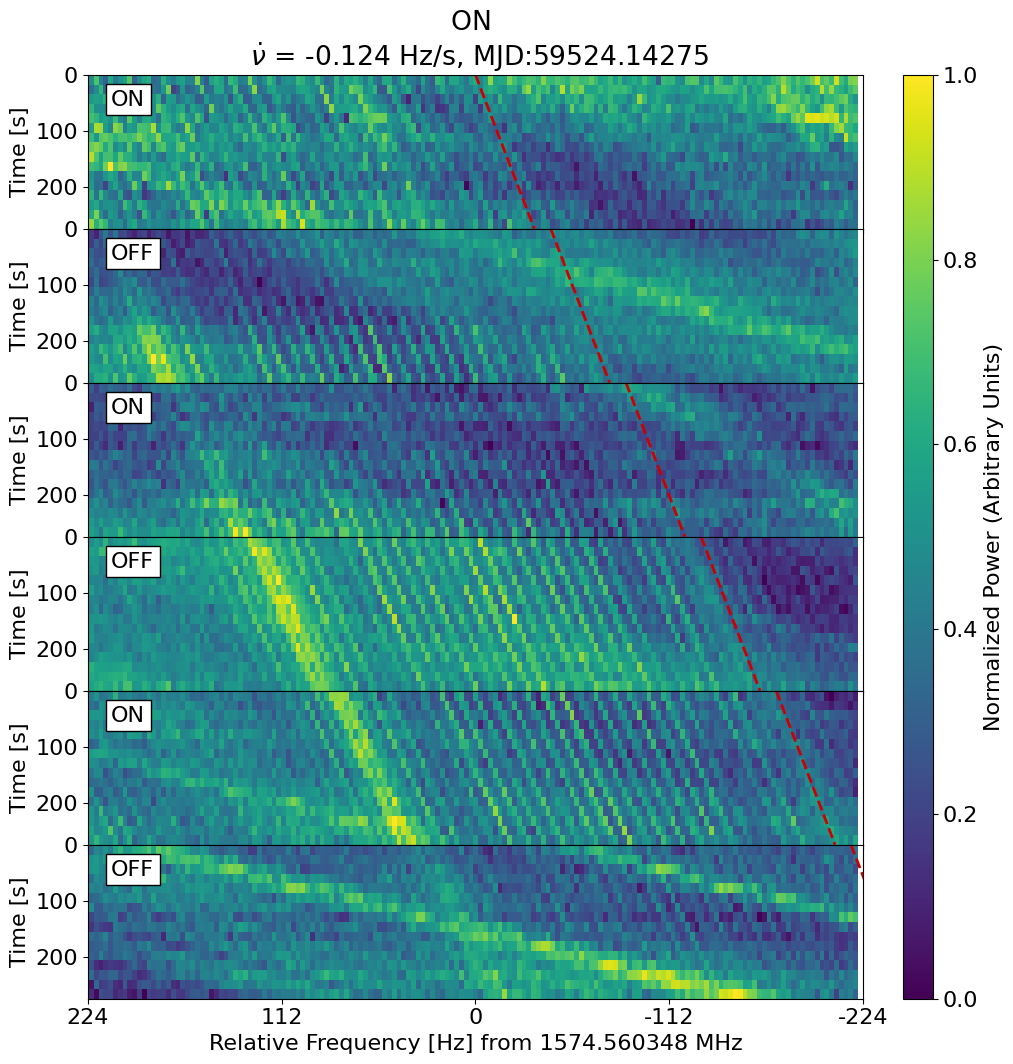 ON
ν̇ = -0.124 Hz/s, MJD:59524.14275
0
ON
100
200
Time [s]
0
OFF
100
200
Time [s]
0
ON
100
200
Time [s]
0
OFF
100
200
Time [s]
0
ON
100
200
Time [s]
0
OFF
100
200
Time [s]
224 112 0 -112 -224
Relative Frequency [Hz] from 1574.560348 MHz
1.0
0.8
0.6
0.4
0.2
0.0
Normalized Power (Arbitrary Units)